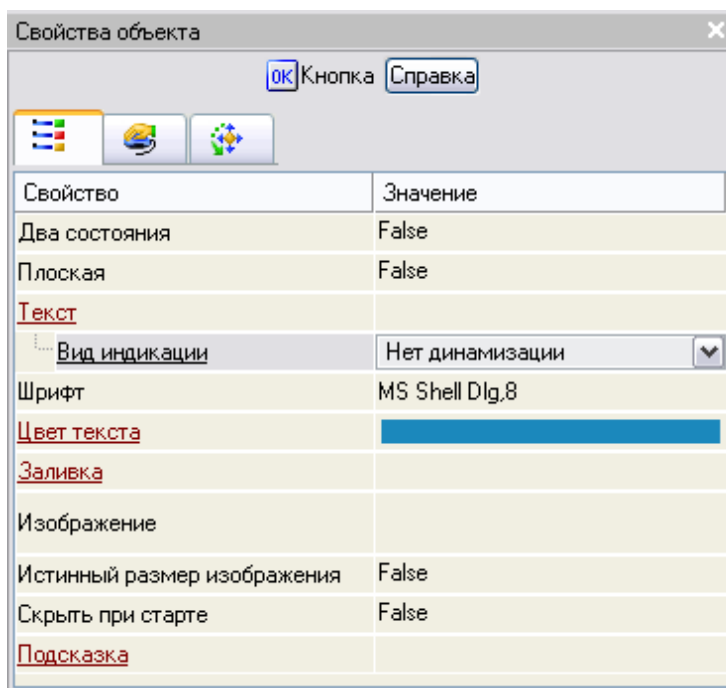 Свойства объекта
OK Кнопка Справка
Свойство Значение
Два состояния False
Плоская False
Текст
Вид индикации Нет динамизации
Шрифт MS Shell Dlg,8
Цвет текста
Заливка
Изображение
Истинный размер изображения False
Скрыть при старте False
Подсказка